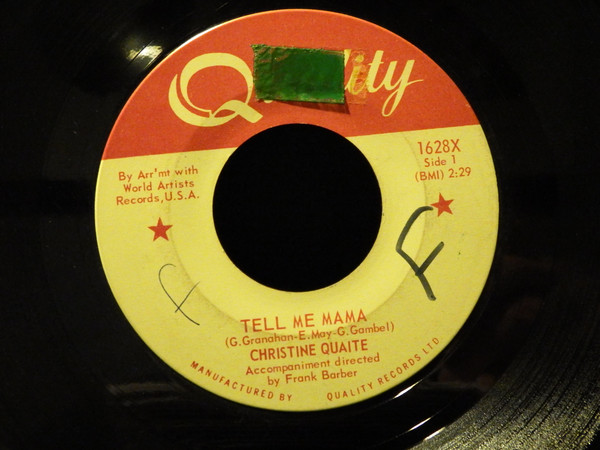 Quality
1628X
Side 1
(BMI) 2:29
By Arr'mt with
World Artists
Records, U.S.A.
F
TELL ME MAMA
(G.Granahan-E.May-G.Gambel)
CHRISTINE QUAITE
Accompaniment directed
by Frank Barber
MANUFACTURED BY QUALITY RECORDS LTD